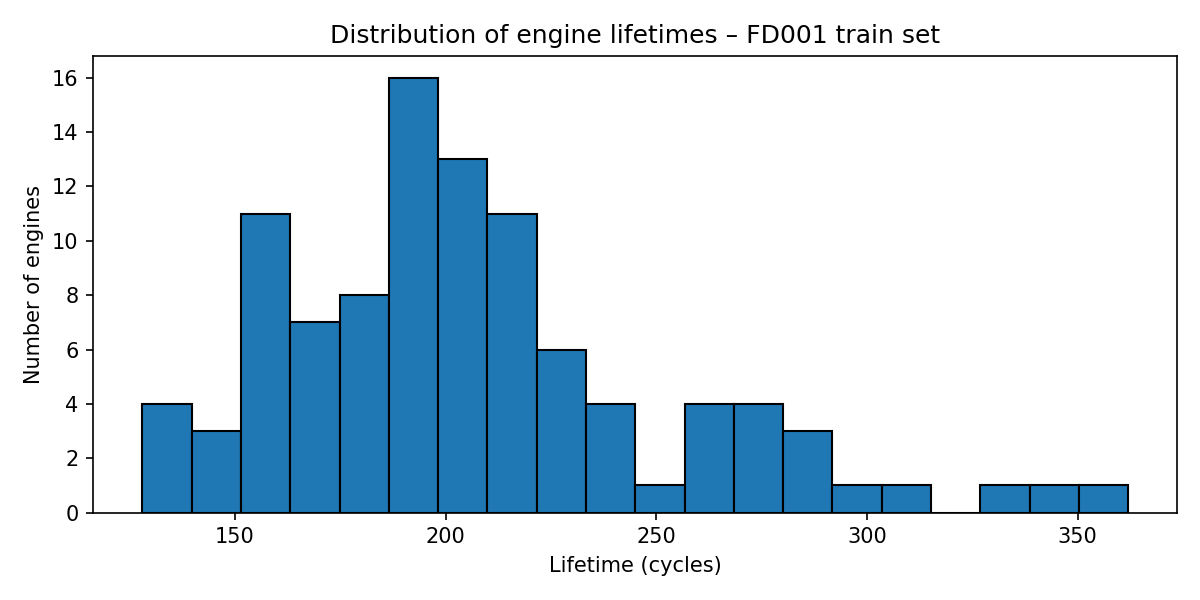 Distribution of engine lifetimes – FD001 train set
16
14
12
10
8
6
4
2
0
Number of engines
150 200 250 300 350
Lifetime (cycles)